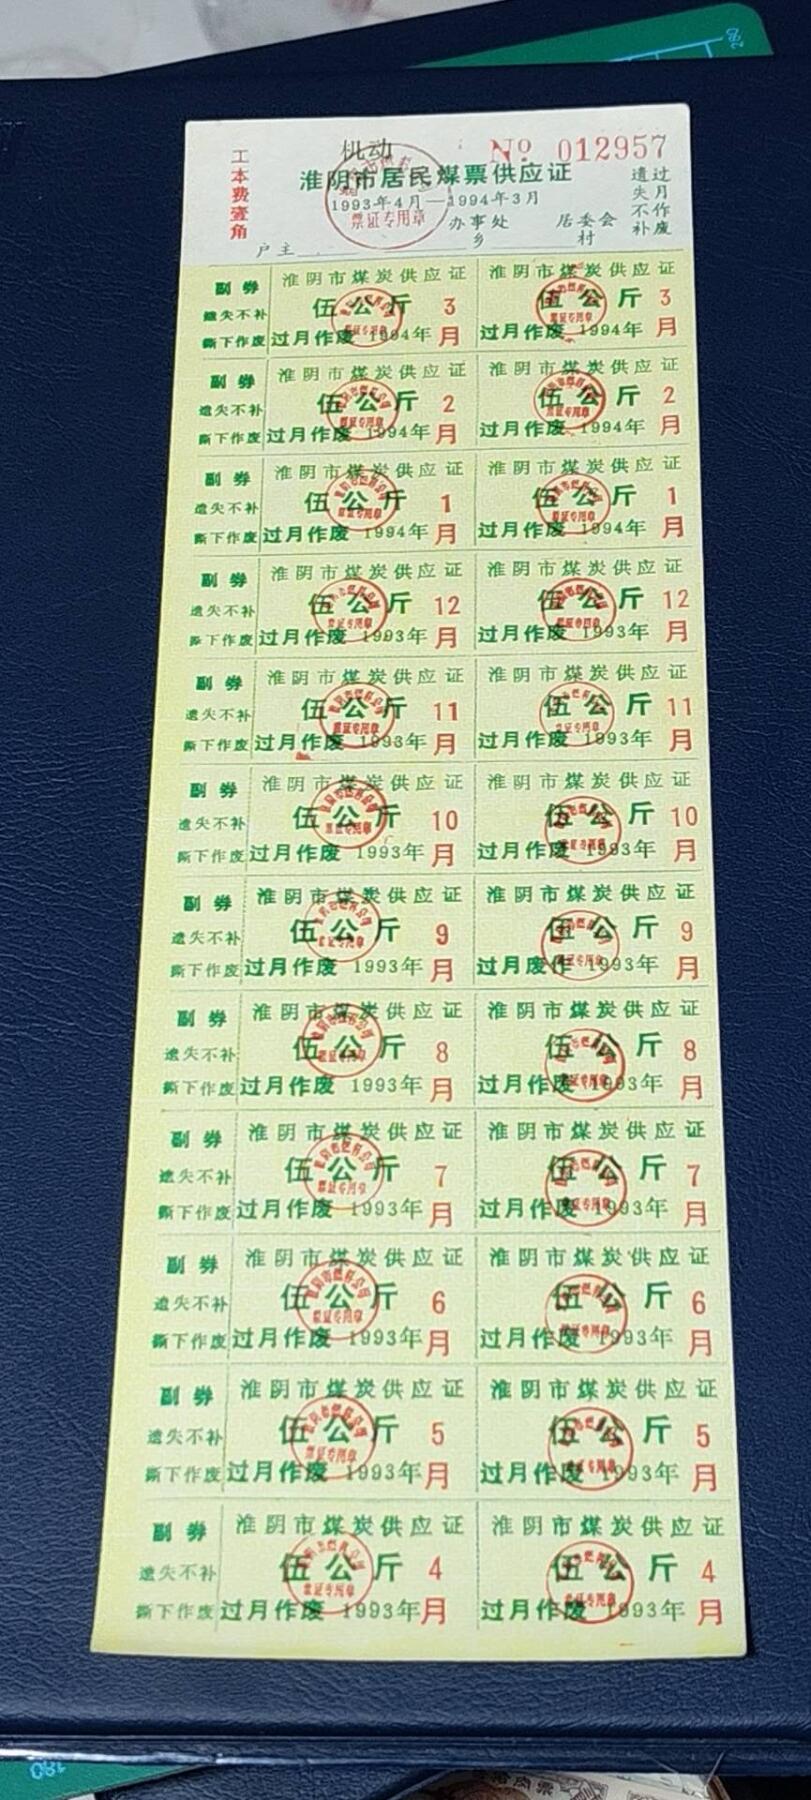 工本费壹角
机动
Nº 012957
淮阴市居民煤票供应证
1993年4月—1994年3月
票证专用章
过月作废
遗失不补
户主 办事处 乡 居委会 村
副券 淮阴市煤炭供应证 淮阴市煤炭供应证
遗失不补 伍公斤 3 伍公斤 3
撕下作废 过月作废 1994年 月 过月作废 1994年 月
副券 淮阴市煤炭供应证 淮阴市煤炭供应证
遗失不补 伍公斤 2 伍公斤 2
撕下作废 过月作废 1994年 月 过月作废 1994年 月
副券 淮阴市煤炭供应证 淮阴市煤炭供应证
遗失不补 伍公斤 1 伍公斤 1
撕下作废 过月作废 1994年 月 过月作废 1994年 月
副券 淮阴市煤炭供应证 淮阴市煤炭供应证
遗失不补 伍公斤 12 伍公斤 12
撕下作废 过月作废 1993年 月 过月作废 1993年 月
副券 淮阴市煤炭供应证 淮阴市煤炭供应证
遗失不补 伍公斤 11 伍公斤 11
撕下作废 过月作废 1993年 月 过月作废 1993年 月
副券 淮阴市煤炭供应证 淮阴市煤炭供应证
遗失不补 伍公斤 10 伍公斤 10
撕下作废 过月作废 1993年 月 过月作废 1993年 月
副券 淮阴市煤炭供应证 淮阴市煤炭供应证
遗失不补 伍公斤 9 伍公斤 9
撕下作废 过月作废 1993年 月 过月废作 1993年 月
副券 淮阴市煤炭供应证 淮阴市煤炭供应证
遗失不补 伍公斤 8 伍公斤 8
撕下作废 过月作废 1993年 月 过月作废 1993年 月
副券 淮阴市煤炭供应证 淮阴市煤炭供应证
遗失不补 伍公斤 7 伍公斤 7
撕下作废 过月作废 1993年 月 过月作废 1993年 月
副券 淮阴市煤炭供应证 淮阴市煤炭供应证
遗失不补 伍公斤 6 伍公斤 6
撕下作废 过月作废 1993年 月 过月作废 1993年 月
副券 淮阴市煤炭供应证 淮阴市煤炭供应证
遗失不补 伍公斤 5 伍公斤 5
撕下作废 过月作废 1993年 月 过月作废 1993年 月
副券 淮阴市煤炭供应证 淮阴市煤炭供应证
遗失不补 伍公斤 4 伍公斤 4
撕下作废 过月作废 1993年 月 过月作废 1993年 月